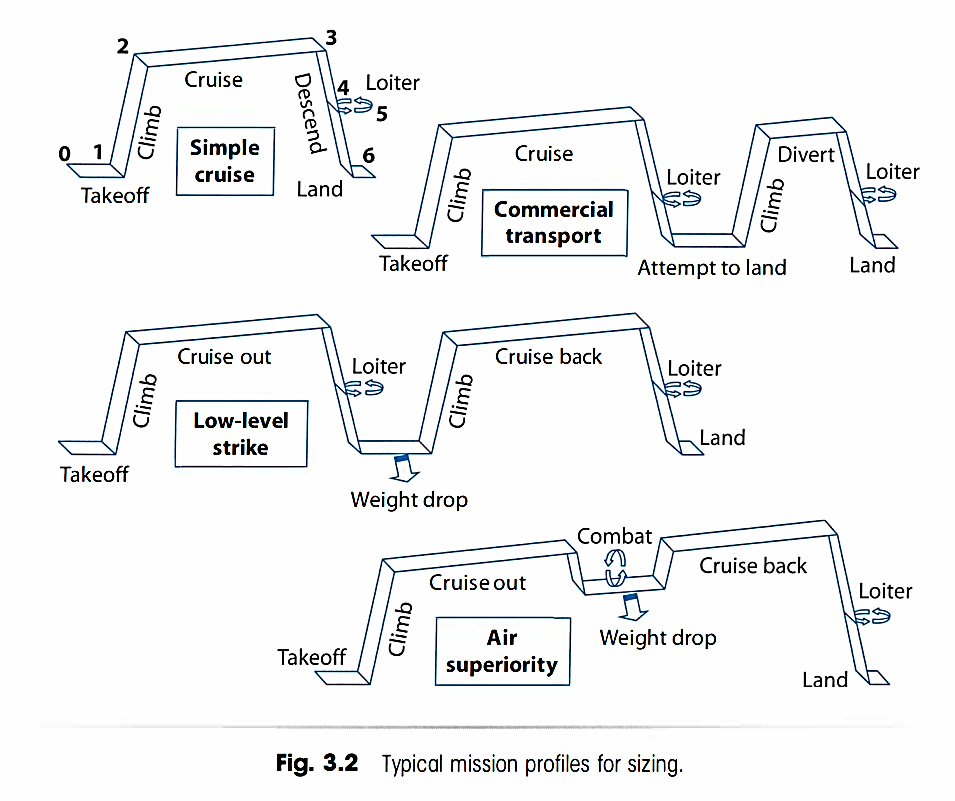 2
3
Cruise
Climb
Descend
4
Loiter
5
0
1
Simple
cruise
6
Takeoff
Land
Cruise
Climb
Commercial
transport
Loiter
Divert
Climb
Loiter
Takeoff
Attempt to land
Land
Cruise out
Climb
Low-level
strike
Loiter
Cruise back
Climb
Loiter
Takeoff
Land
Weight drop
Combat
Cruise out
Cruise back
Climb
Air
superiority
Loiter
Weight drop
Takeoff
Land
Fig. 3.2 Typical mission profiles for sizing.